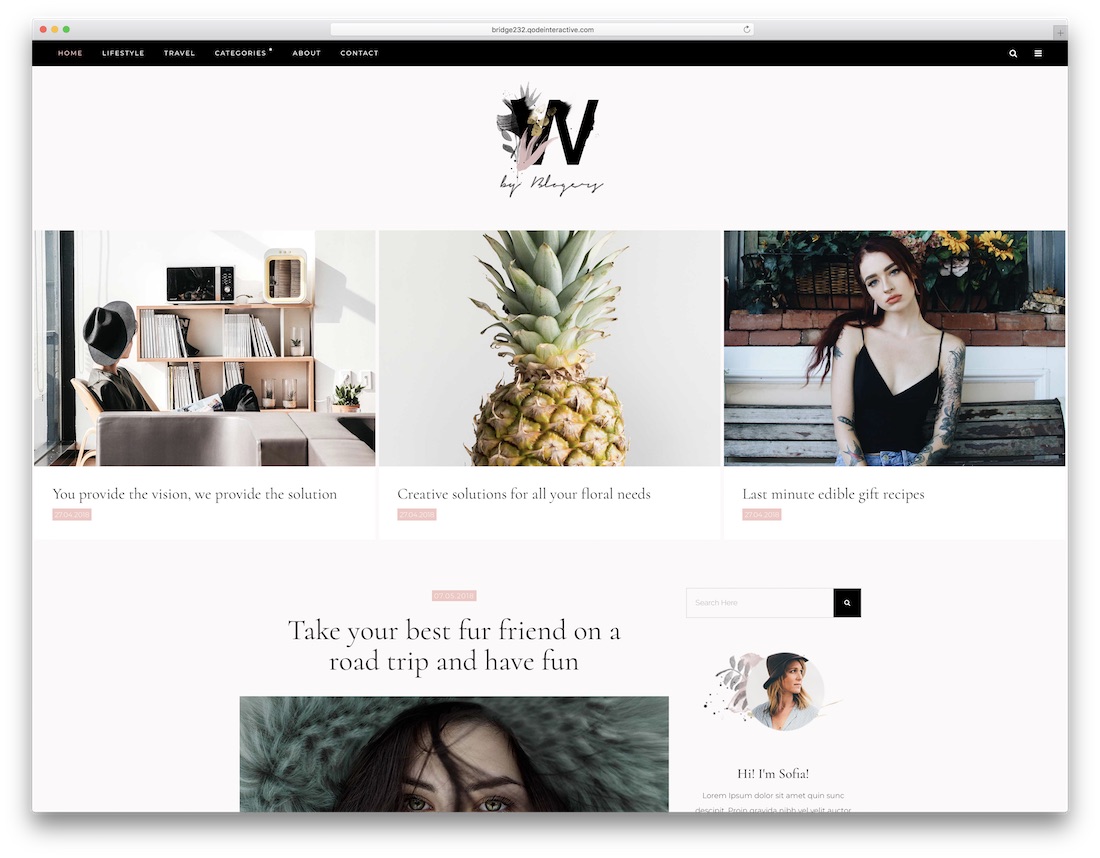 bridge232.qodeinteractive.com
HOME LIFESTYLE TRAVEL CATEGORIES ABOUT CONTACT
W
by Blogers
You provide the vision, we provide the solution
27.04.2018
Creative solutions for all your floral needs
27.04.2018
Last minute edible gift recipes
27.04.2018
07.03.2018
Take your best fur friend on a
road trip and have fun
Search Here
Hi! I'm Sofia!
Lorem Ipsum dolor sit amet quin sunc
descipit. Proin gravida nibh vel velit auctor